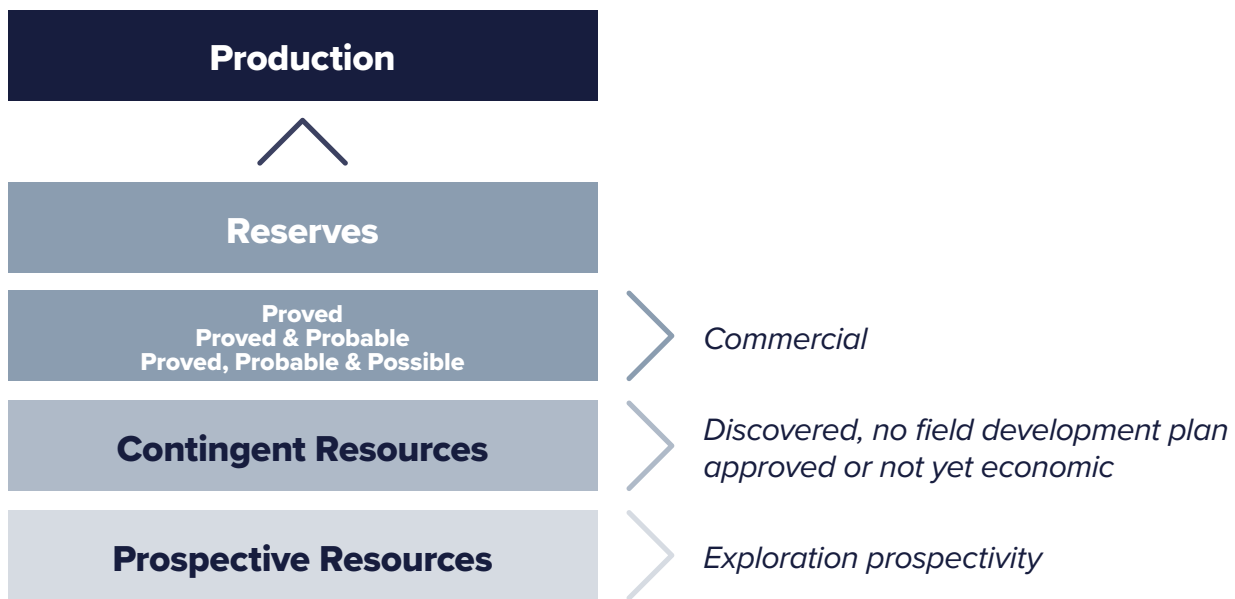 Production
Reserves
Proved
Proved & Probable
Proved, Probable & Possible
Commercial
Contingent Resources
Discovered, no field development plan
approved or not yet economic
Prospective Resources
Exploration prospectivity